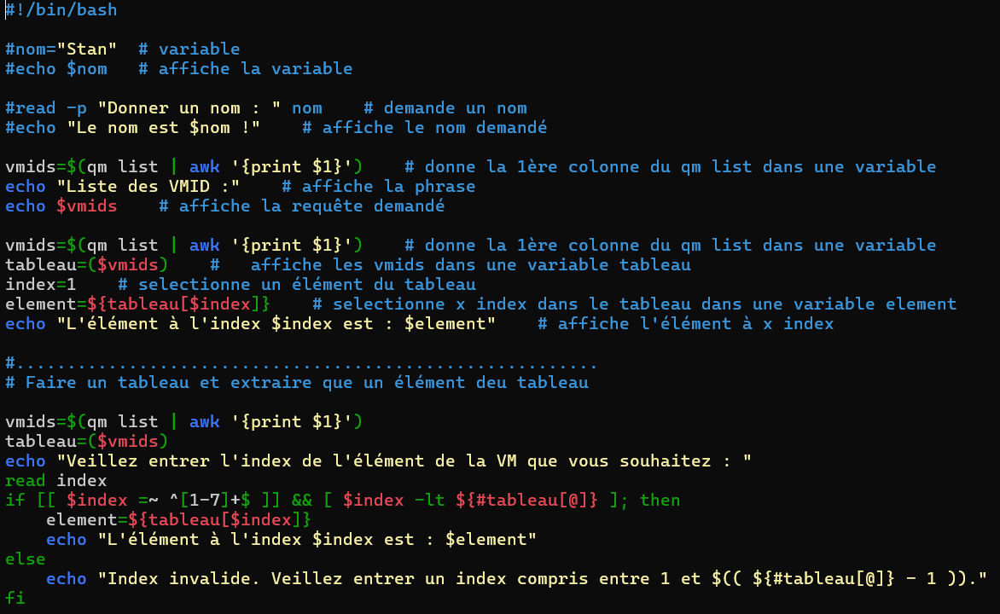 #!/bin/bash

#nom="Stan"  # variable
#echo $nom   # affiche la variable

#read -p "Donner un nom : " nom    # demande un nom
#echo "Le nom est $nom !"    # affiche le nom demandé

vmids=$(qm list | awk '{print $1}')    # donne la 1ère colonne du qm list dans une variable
echo "Liste des VMID :"    # affiche la phrase
echo $vmids    # affiche la requête demandé

vmids=$(qm list | awk '{print $1}')    # donne la 1ère colonne du qm list dans une variable
tableau=($vmids)    #   affiche les vmids dans une variable tableau
index=1    # selectionne un élément du tableau
element=${tableau[$index]}    # selectionne x index dans le tableau dans une variable element
echo "L'élément à l'index $index est : $element"    # affiche l'élément à x index

#.........................................................
# Faire un tableau et extraire que un élément deu tableau

vmids=$(qm list | awk '{print $1}')
tableau=($vmids)
echo "Veillez entrer l'index de l'élément de la VM que vous souhaitez : "
read index
if [[ $index =~ ^[1-7]+$ ]] && [ $index -lt ${#tableau[@]} ]; then
    element=${tableau[$index]}
    echo "L'élément à l'index $index est : $element"
else
    echo "Index invalide. Veillez entrer un index compris entre 1 et $(( ${#tableau[@]} - 1 ))."
fi